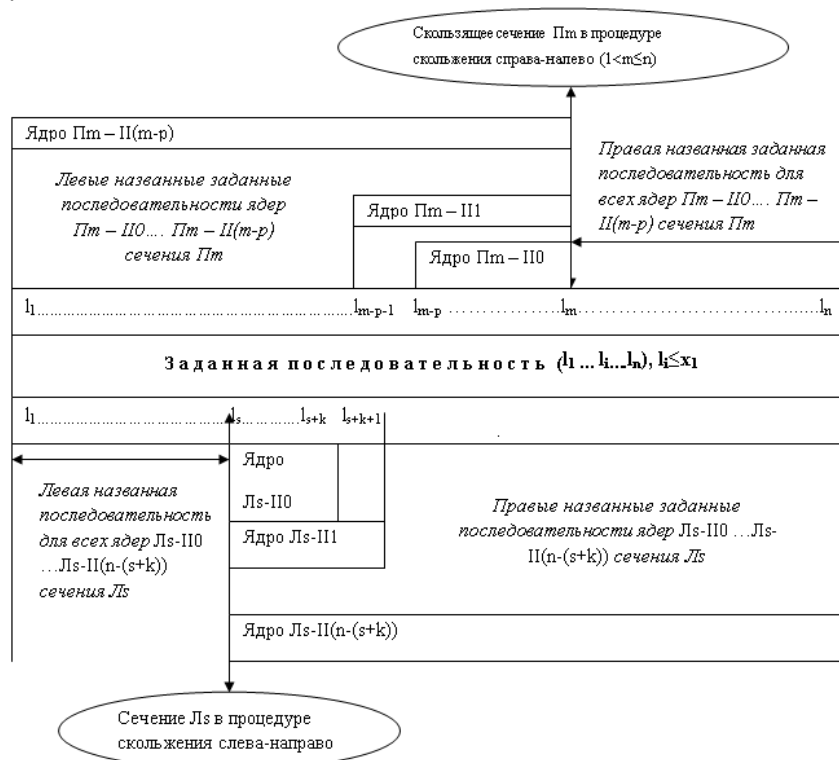 Скользящее сечение Пm в процедуре
скольжения справа-налево (1<m≤n)
Ядро Пm – II(m-p)
Левые названные заданные
последовательности ядер
Пm – II0.... Пm – II(m-p)
сечения Пm
Ядро Пm – II1
Ядро Пm – II0
Правая названная заданная
последовательность для
всех ядер Пm – II0.... Пm –
II(m-p) сечения Пm
l1..................................................................lm-p-1 lm-p ..................lm.......................................ln
Заданная последовательность (l1 ... li....ln), li≤x1
l1........................................ls............ls+k ls+k+1
Левая названная
последовательность
для всех ядер Лs-II0
...Лs-II(n-(s+k))
сечения Лs
Ядро
Лs-II0
Ядро Лs-II1
Правые названные заданные
последовательности ядер Лs-II0 ...Лs-
II(n-(s+k)) сечения Лs
Ядро Лs-II(n-(s+k))
Сечение Лs в процедуре
скольжения слева-направо